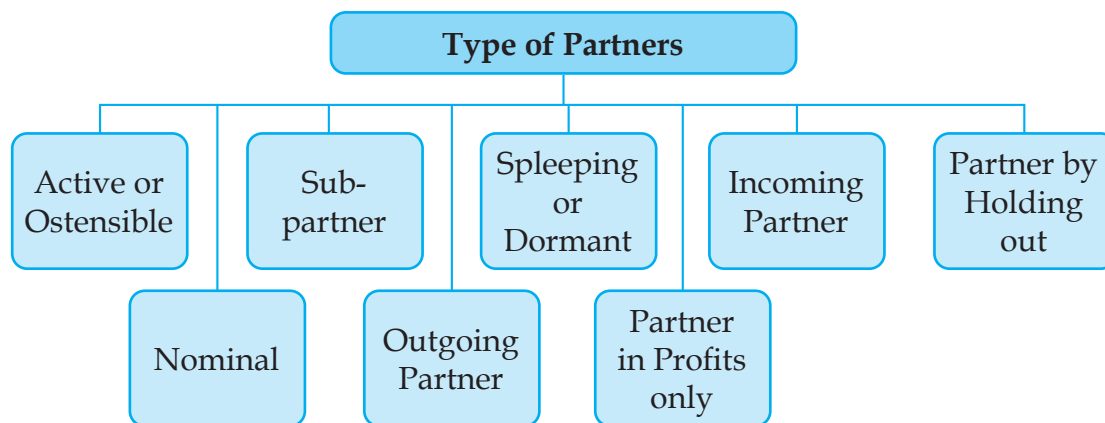 Type of Partners
Active or
Ostensible
Sub-
partner
Spleeping
or
Dormant
Incoming
Partner
Partner by
Holding
out
Nominal
Outgoing
Partner
Partner
in Profits
only